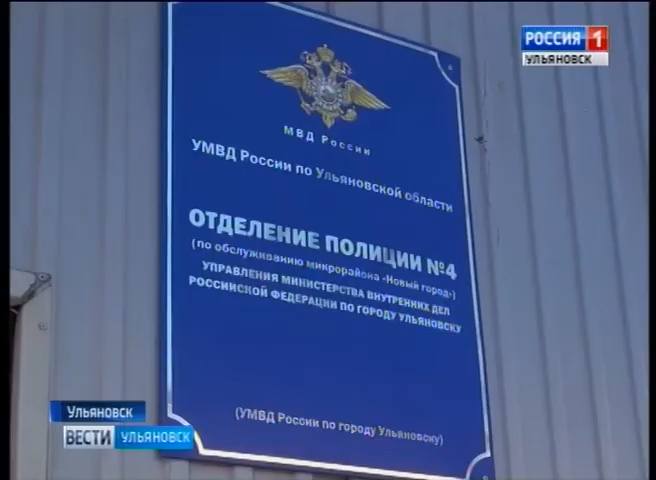 РОССИЯ 1
УЛЬЯНОВСК
МВД России
УМВД России по Ульяновской области
ОТДЕЛЕНИЕ ПОЛИЦИИ №4
(по обслуживанию микрорайона «Новый город»)
УПРАВЛЕНИЯ МИНИСТЕРСТВА ВНУТРЕННИХ ДЕЛ
РОССИЙСКОЙ ФЕДЕРАЦИИ ПО ГОРОДУ УЛЬЯНОВСКУ
(УМВД России по городу Ульяновску)
Ульяновск
ВЕСТИ УЛЬЯНОВСК